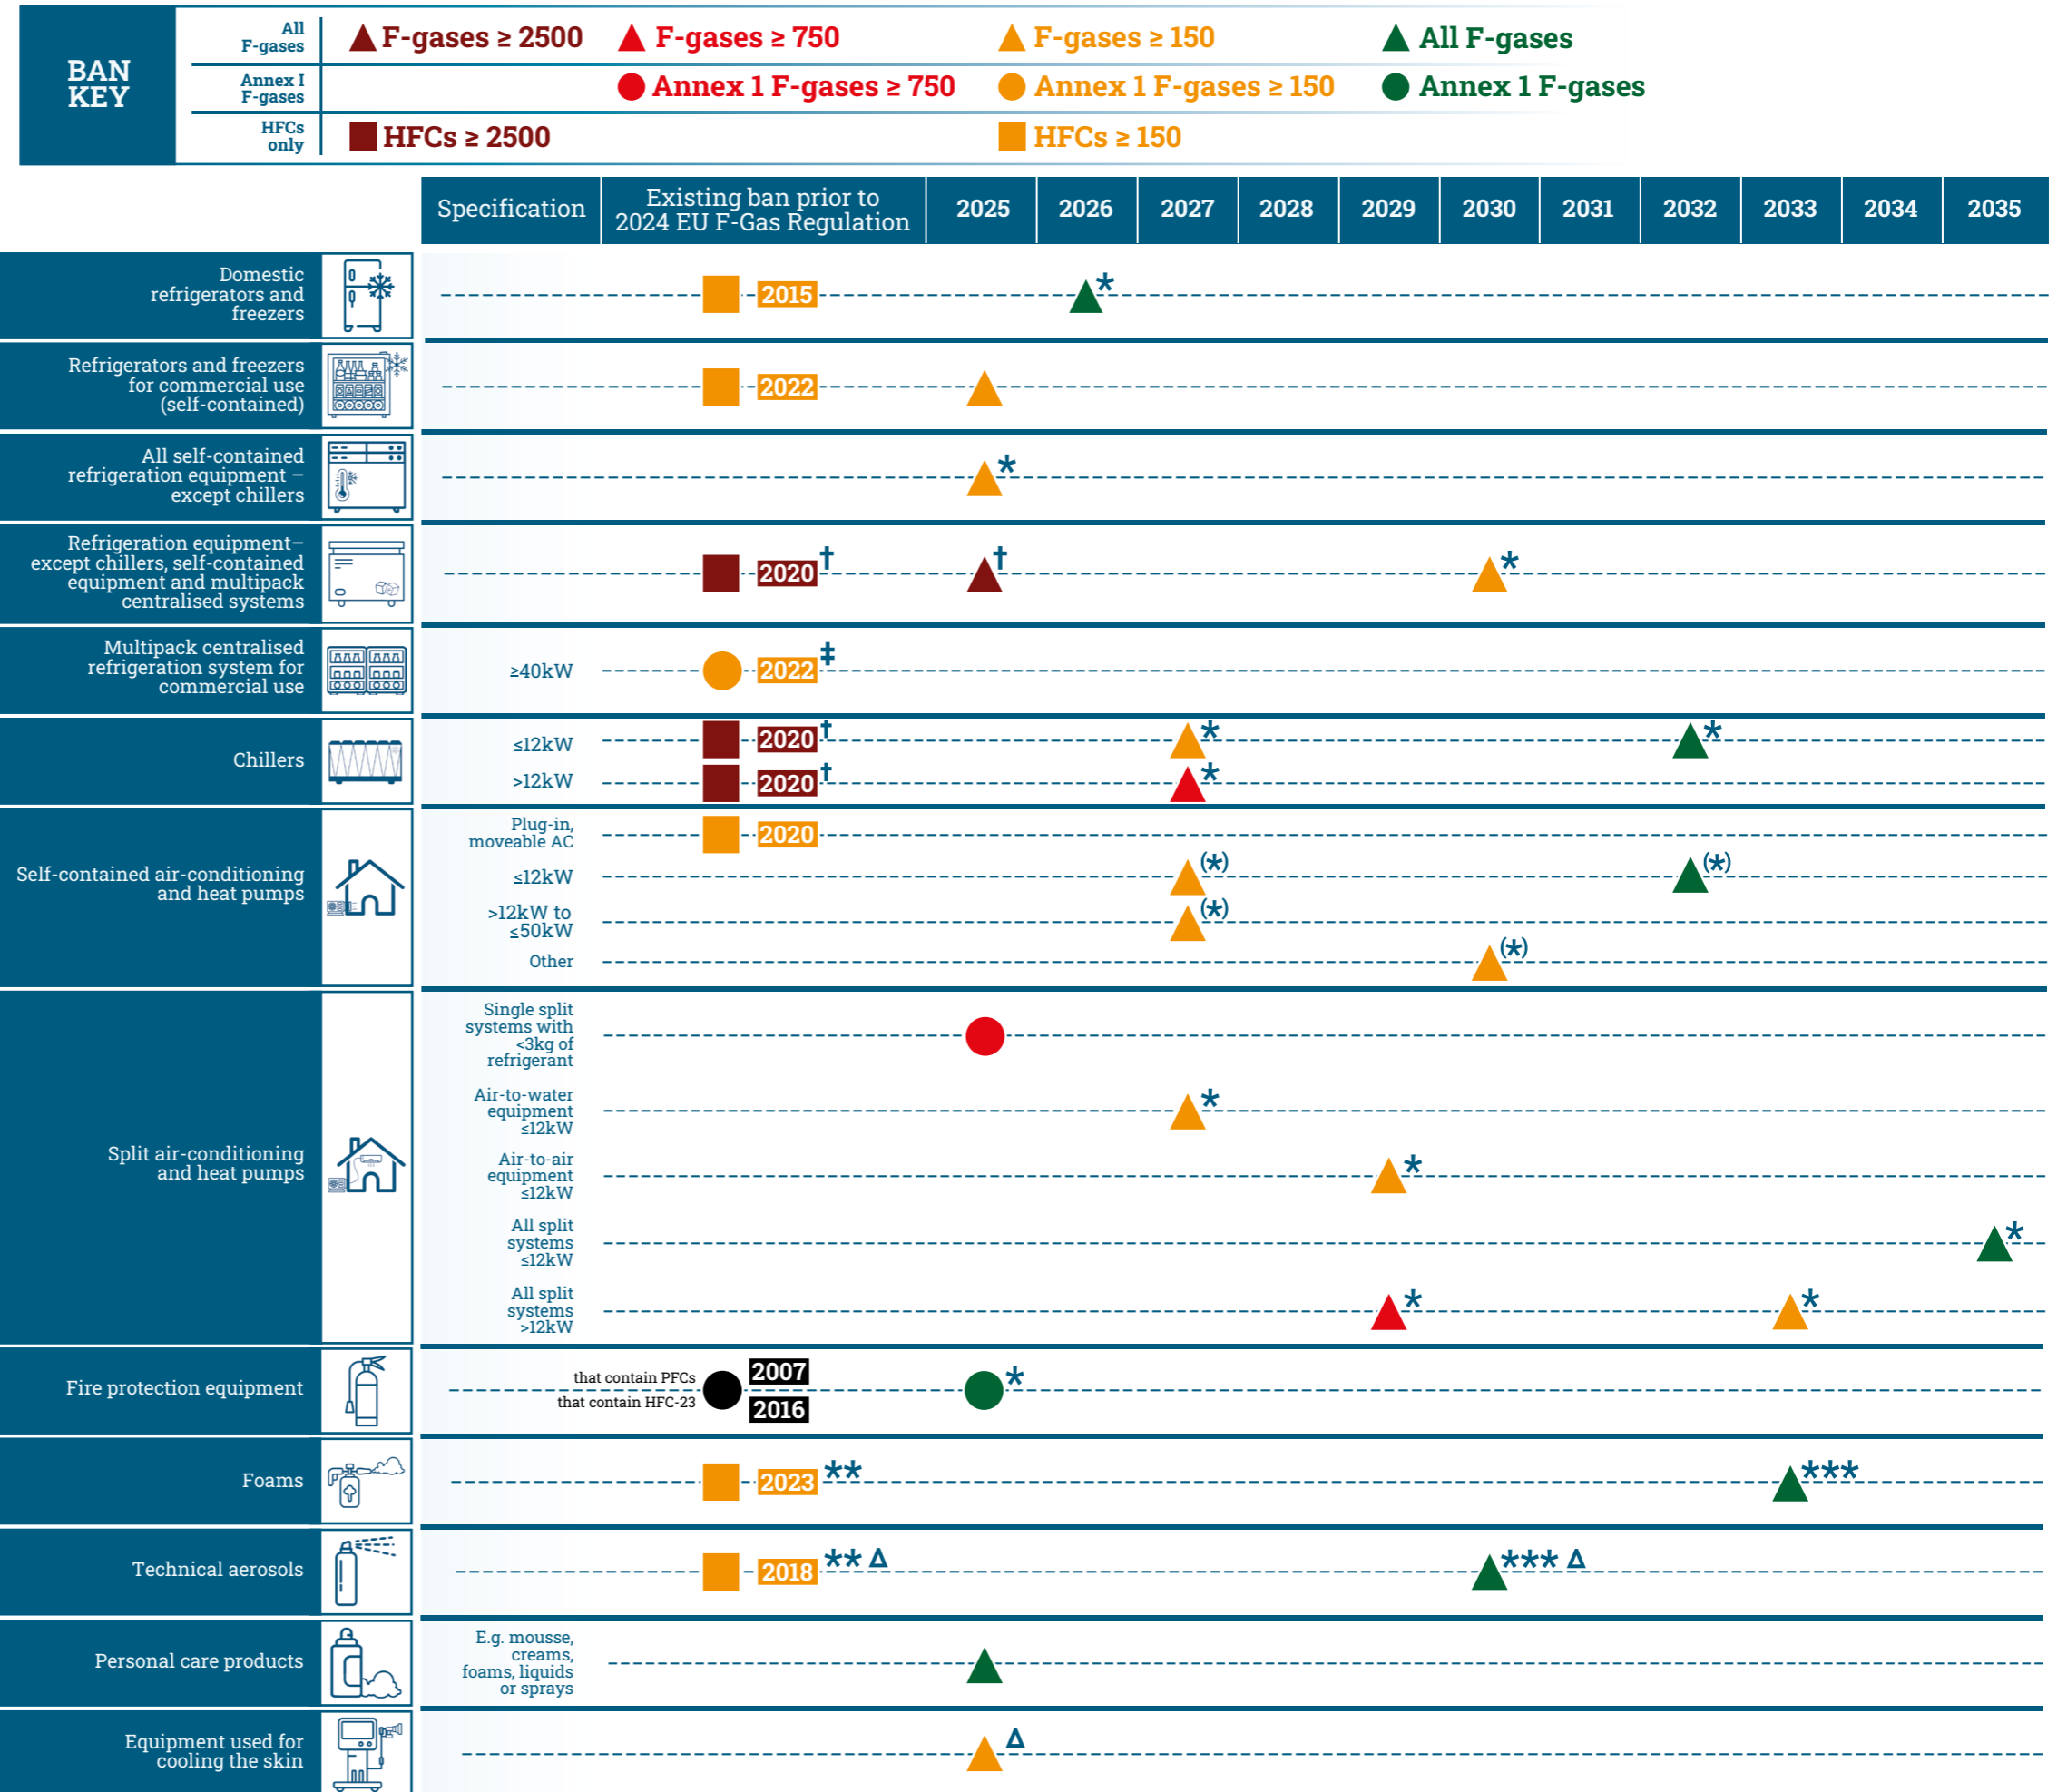 BAN
KEY
All
F-gases
F-gases ≥ 2500
F-gases ≥ 750
F-gases ≥ 150
All F-gases
Annex I
F-gases
Annex 1 F-gases ≥ 750
Annex 1 F-gases ≥ 150
Annex 1 F-gases
HFCs
only
HFCs ≥ 2500
HFCs ≥ 150
Specification
Existing ban prior to
2024 EU F-Gas Regulation
2025
2026
2027
2028
2029
2030
2031
2032
2033
2034
2035
Domestic
refrigerators and
freezers
2015
*
Refrigerators and freezers
for commercial use
(self-contained)
2022
All self-contained
refrigeration equipment –
except chillers
*
Refrigeration equipment–
except chillers, self-contained
equipment and multipack
centralised systems
2020 †
†
*
Multipack centralised
refrigeration system for
commercial use
≥40kW
2022 ‡
Chillers
≤12kW
2020 †
*
*
>12kW
2020 †
*
Self-contained air-conditioning
and heat pumps
Plug-in,
moveable AC
2020
≤12kW
(*)
(*)
>12kW to
≤50kW
(*)
Other
(*)
Split air-conditioning
and heat pumps
Single split
systems with
<3kg of
refrigerant
Air-to-water
equipment
≤12kW
*
Air-to-air
equipment
≤12kW
*
All split
systems
≤12kW
*
All split
systems
>12kW
*
*
Fire protection equipment
that contain PFCs
2007
that contain HFC-23
2016
*
Foams
2023 **
***
Technical aerosols
2018 ** Δ
*** Δ
Personal care products
E.g. mousse,
creams,
foams, liquids
or sprays
Equipment used for
cooling the skin
Δ